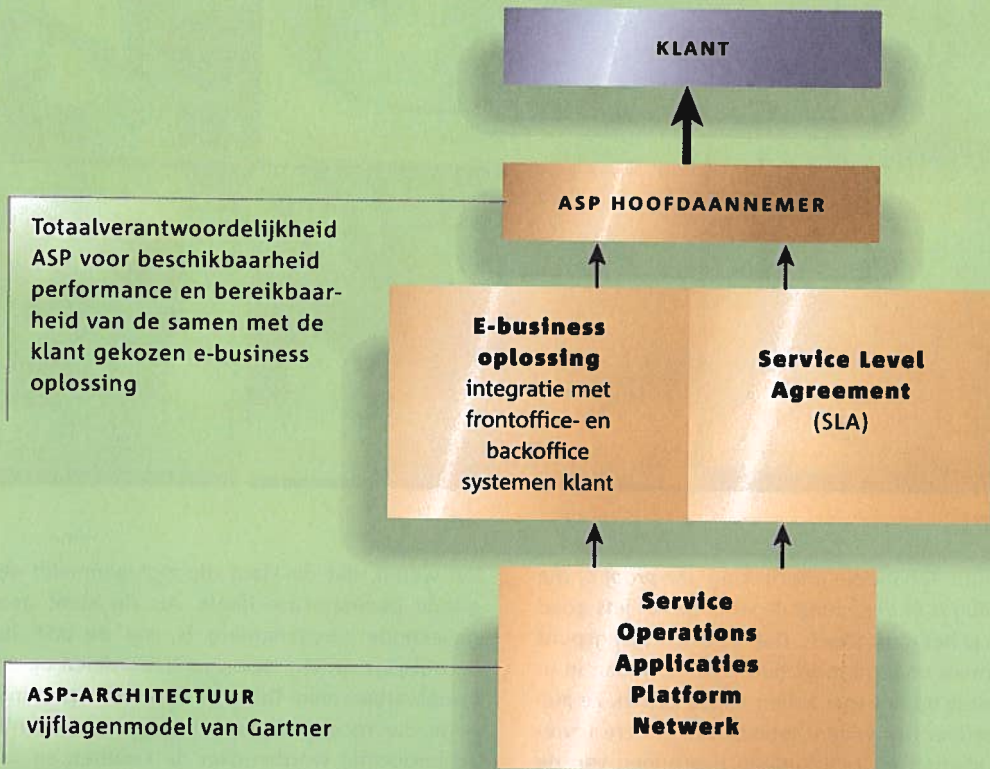 KLANT
ASP HOOFDAANNEMER
Totaalverantwoordelijkheid
ASP voor beschikbaarheid
performance en bereikbaar-
heid van de samen met de
klant gekozen e-business
oplossing
E-business
oplossing
integratie met
frontoffice- en
backoffice
systemen klant
Service Level
Agreement
(SLA)
Service
Operations
Applicaties
Platform
Netwerk
ASP-ARCHITECTUUR
vijflagenmodel van Gartner